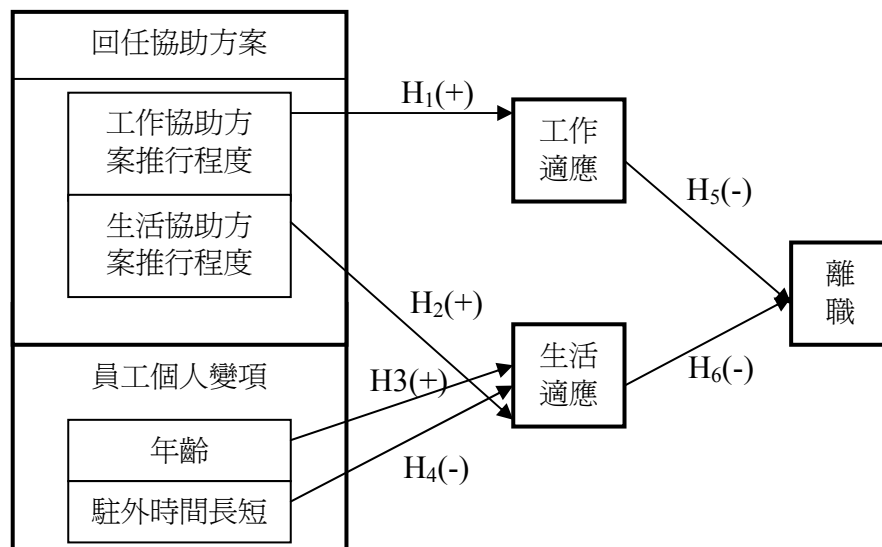 回任協助方案
工作協助方
案推行程度
生活協助方
案推行程度
員工個人變項
年齡
駐外時間長短
H₁(+)
H₂(+)
H3(+)
H₄(-)
工作
適應
生活
適應
H₅(-)
H₆(-)
離
職